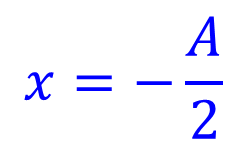 x = −A/2